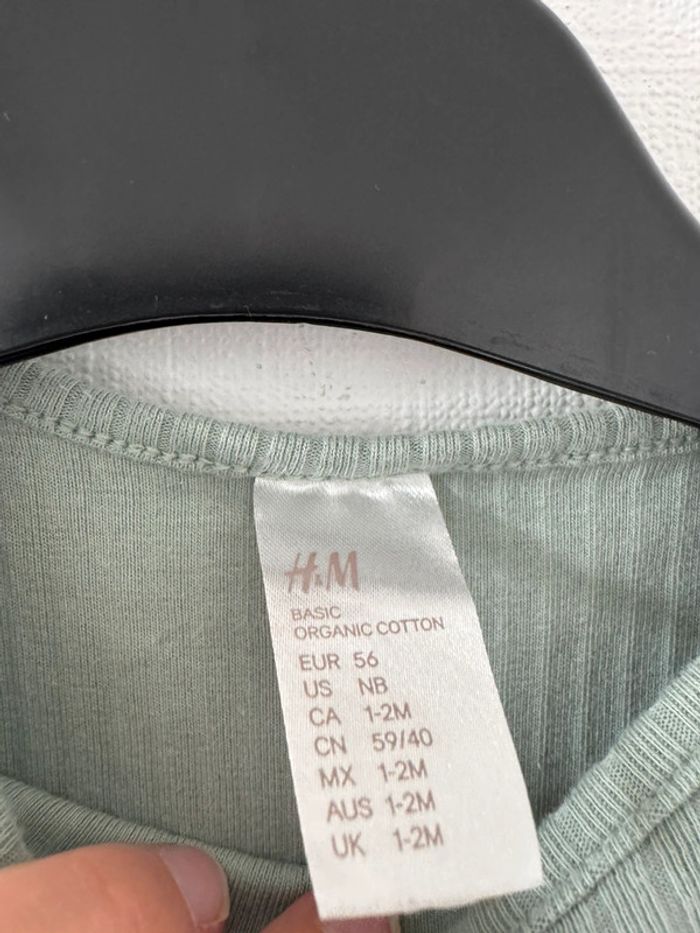 H&M
BASIC
ORGANIC COTTON
EUR 56
US NB
CA 1-2M
CN 59/40
MX 1-2M
AUS 1-2M
UK 1-2M